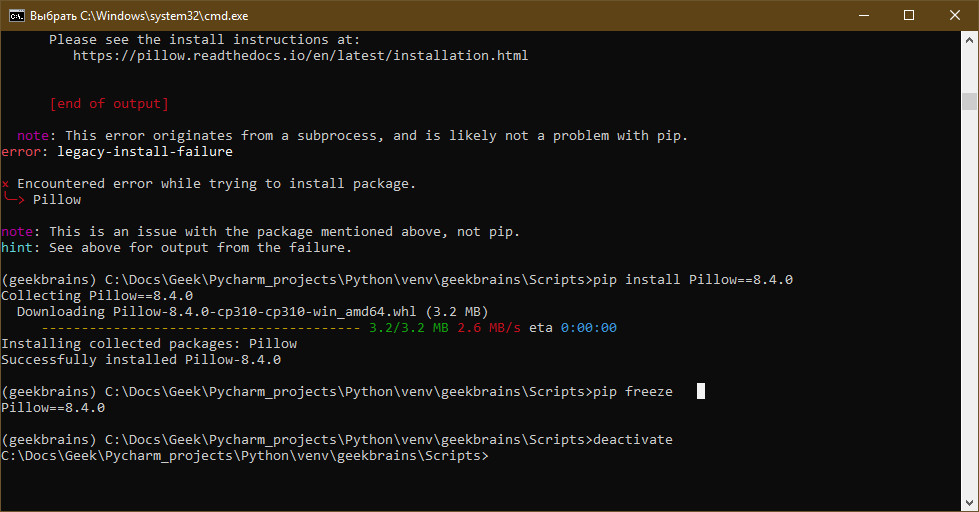 Выбрать C:\Windows\system32\cmd.exe
Please see the install instructions at:
https://pillow.readthedocs.io/en/latest/installation.html
[end of output]
note: This error originates from a subprocess, and is likely not a problem with pip.
error: legacy-install-failure
× Encountered error while trying to install package.
╰─> Pillow
note: This is an issue with the package mentioned above, not pip.
hint: See above for output from the failure.
(geekbrains) C:\Docs\Geek\Pycharm_projects\Python\venv\geekbrains\Scripts>pip install Pillow==8.4.0
Collecting Pillow==8.4.0
Downloading Pillow-8.4.0-cp310-cp310-win_amd64.whl (3.2 MB)
---------------------------------------- 3.2/3.2 MB 2.6 MB/s eta 0:00:00
Installing collected packages: Pillow
Successfully installed Pillow-8.4.0
(geekbrains) C:\Docs\Geek\Pycharm_projects\Python\venv\geekbrains\Scripts>pip freeze
Pillow==8.4.0
(geekbrains) C:\Docs\Geek\Pycharm_projects\Python\venv\geekbrains\Scripts>deactivate
C:\Docs\Geek\Pycharm_projects\Python\venv\geekbrains\Scripts>